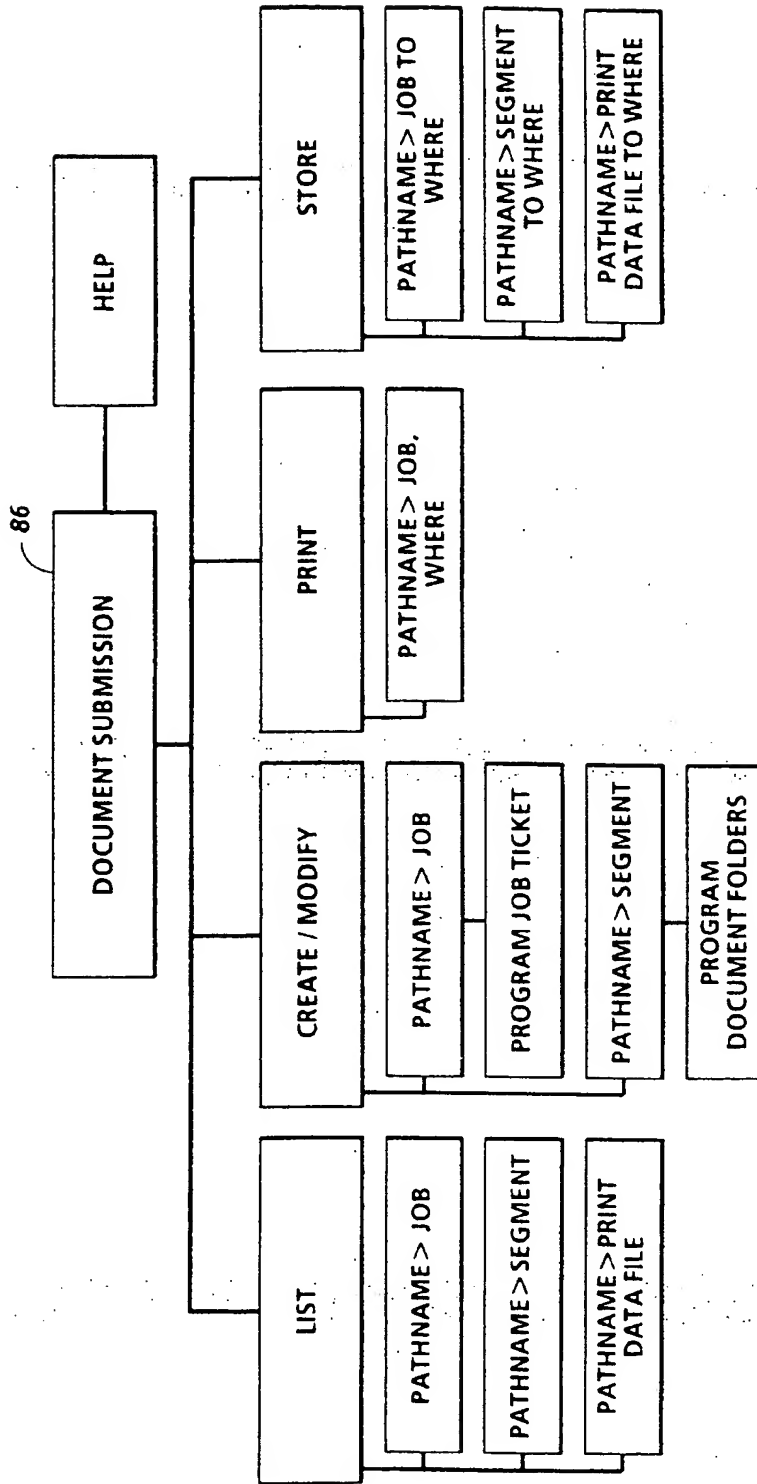 86
DOCUMENT SUBMISSION
HELP
LIST
PATHNAME > JOB
PATHNAME > SEGMENT
PATHNAME > PRINT
DATA FILE
CREATE / MODIFY
PATHNAME > JOB
PROGRAM JOB TICKET
PATHNAME > SEGMENT
PROGRAM
DOCUMENT FOLDERS
PRINT
PATHNAME > JOB,
WHERE
STORE
PATHNAME > JOB TO
WHERE
PATHNAME > SEGMENT
TO WHERE
PATHNAME > PRINT
DATA FILE TO WHERE